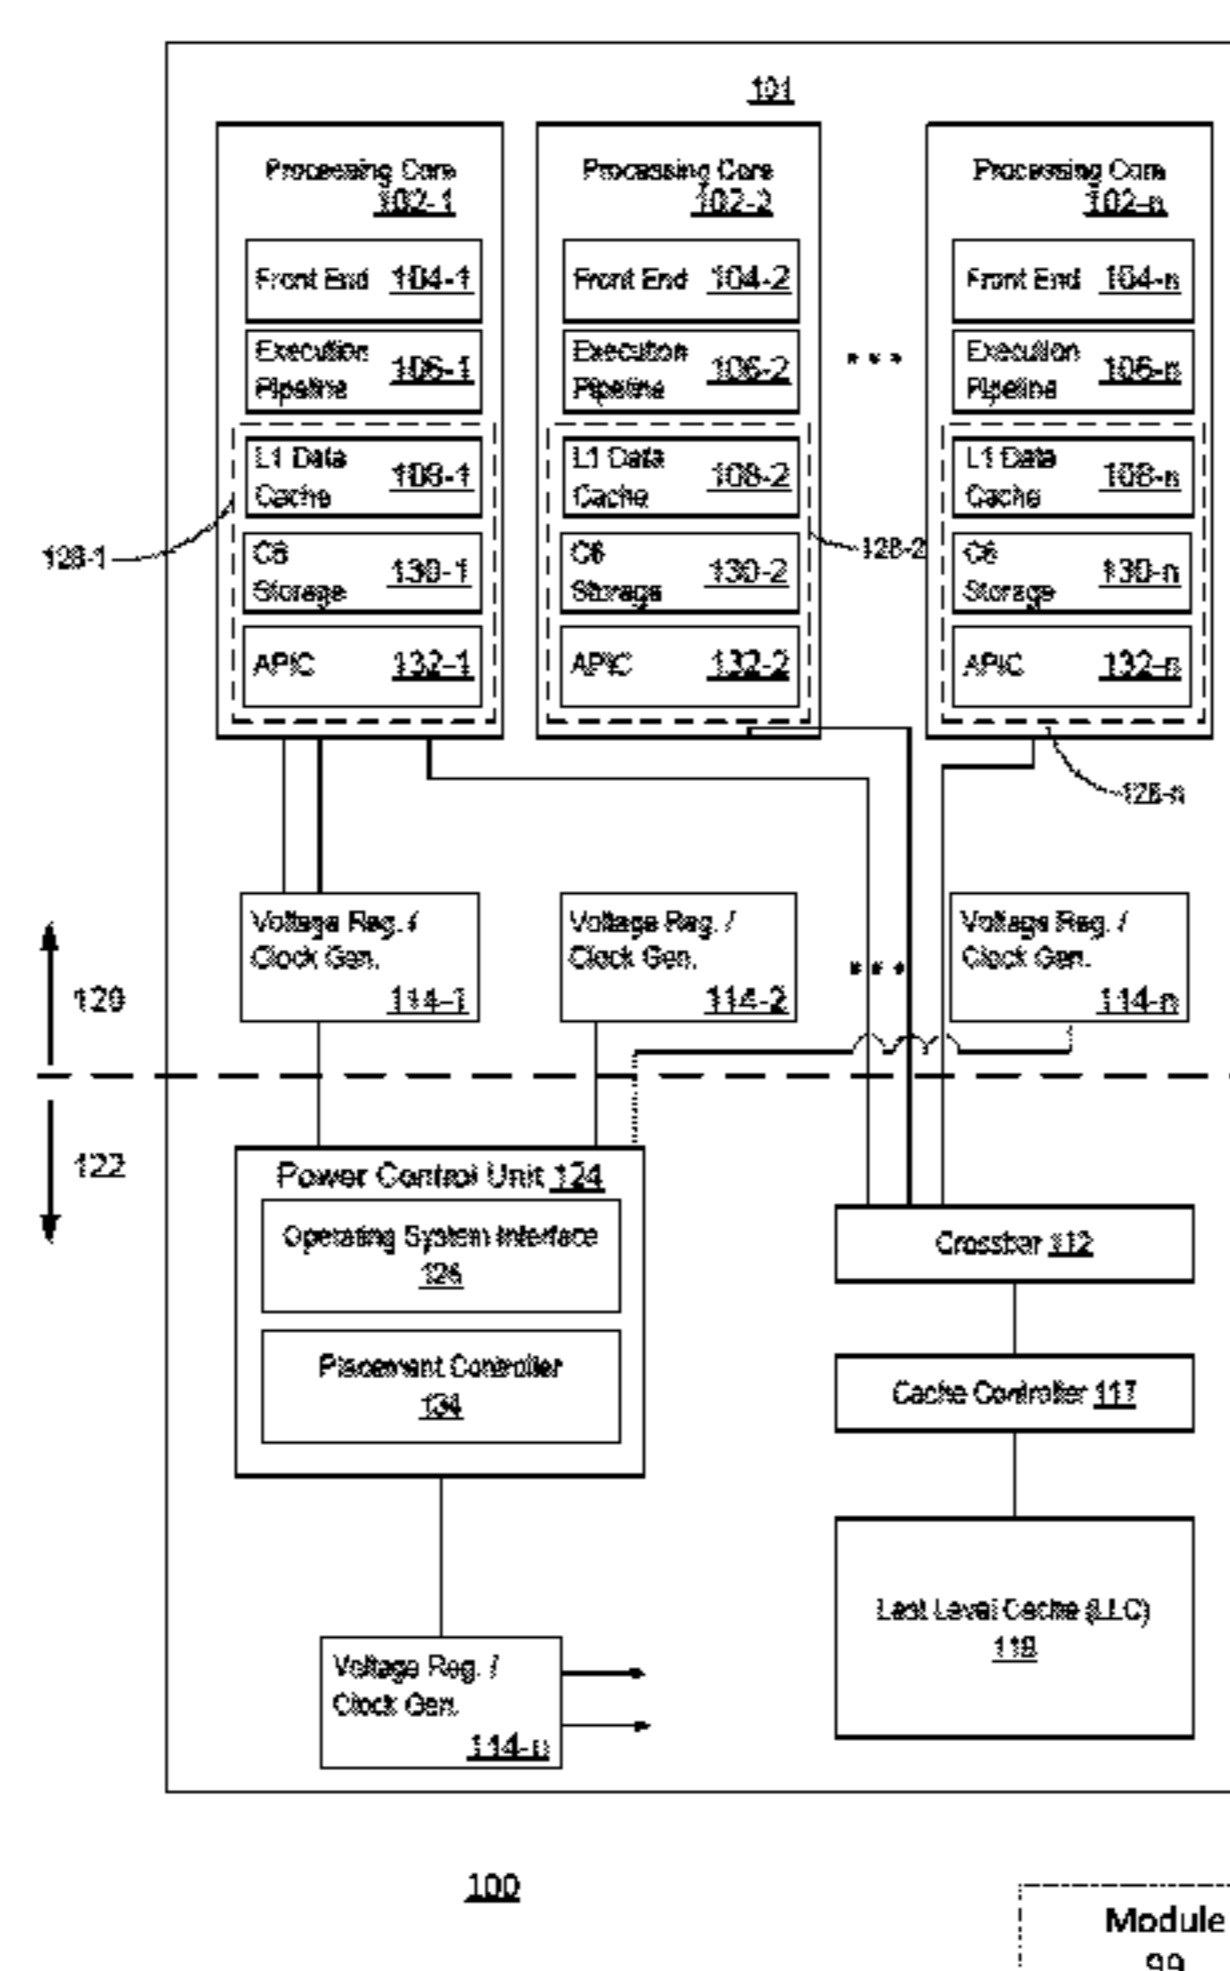 101
Processing Core
102-1
Front End 104-1
Execution
Pipeline 106-1
L1 Data
Cache 108-1
C6
Storage 130-1
APIC 132-1
128-1
Processing Core
102-2
Front End 104-2
Execution
Pipeline 106-2
L1 Data
Cache 108-2
C6
Storage 130-2
APIC 132-2
128-2
Processing Core
102-n
Front End 104-n
Execution
Pipeline 106-n
L1 Data
Cache 108-n
C6
Storage 130-n
APIC 132-n
128-n
Voltage Reg. /
Clock Gen.
114-1
Voltage Reg. /
Clock Gen.
114-2
Voltage Reg. /
Clock Gen.
114-n
120
122
Power Control Unit 124
Operating System Interface
126
Placement Controller
134
Crossbar 112
Cache Controller 117
Last Level Cache (LLC)
118
Voltage Reg. /
Clock Gen.
114-n
100
Module
99